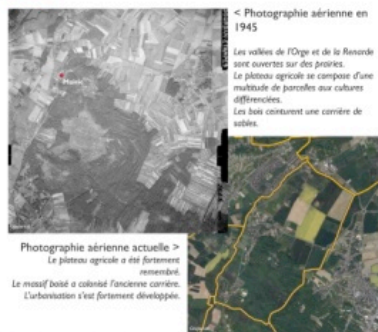 < Photographie aérienne en
1945
Les vallées de l'Orge et de la Renarde
sont ouvertes sur des prairies.
Le plateau agricole se compose d'une
multitude de parcelles aux cultures
différenciées.
Les bois ceinturent une carrière de
sables.
Photographie aérienne actuelle >
Le plateau agricole a été fortement
remembré.
Le massif boisé a colonisé l'ancienne carrière.
L'urbanisation s'est fortement développée.